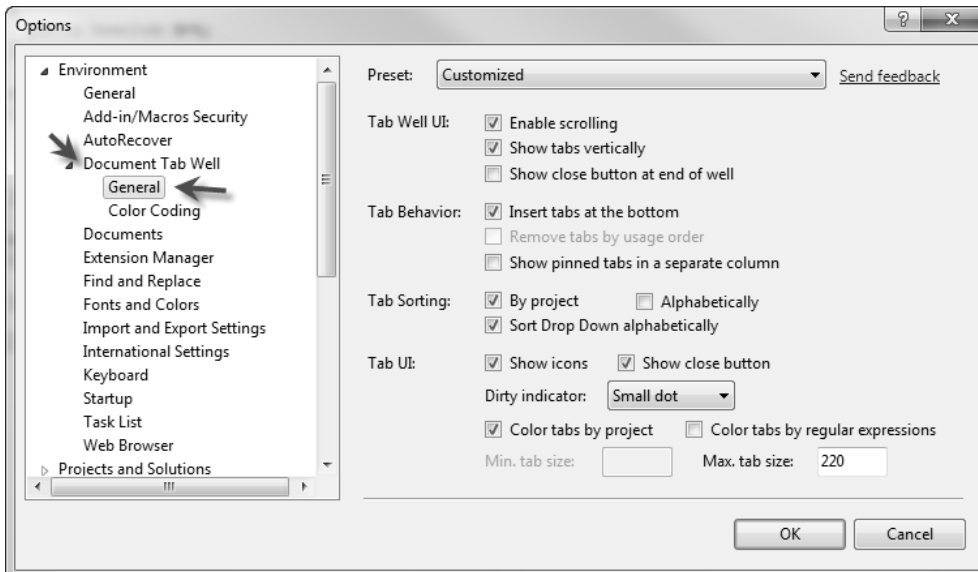 Options
Environment
General
Add-in/Macros Security
AutoRecover
Document Tab Well
General
Color Coding
Documents
Extension Manager
Find and Replace
Fonts and Colors
Import and Export Settings
International Settings
Keyboard
Startup
Task List
Web Browser
Projects and Solutions
Preset: Customized Send feedback
Tab Well UI: Enable scrolling
Show tabs vertically
Show close button at end of well
Tab Behavior: Insert tabs at the bottom
Remove tabs by usage order
Show pinned tabs in a separate column
Tab Sorting: By project Alphabetically
Sort Drop Down alphabetically
Tab UI: Show icons Show close button
Dirty indicator: Small dot
Color tabs by project Color tabs by regular expressions
Min. tab size: Max. tab size: 220
OK Cancel